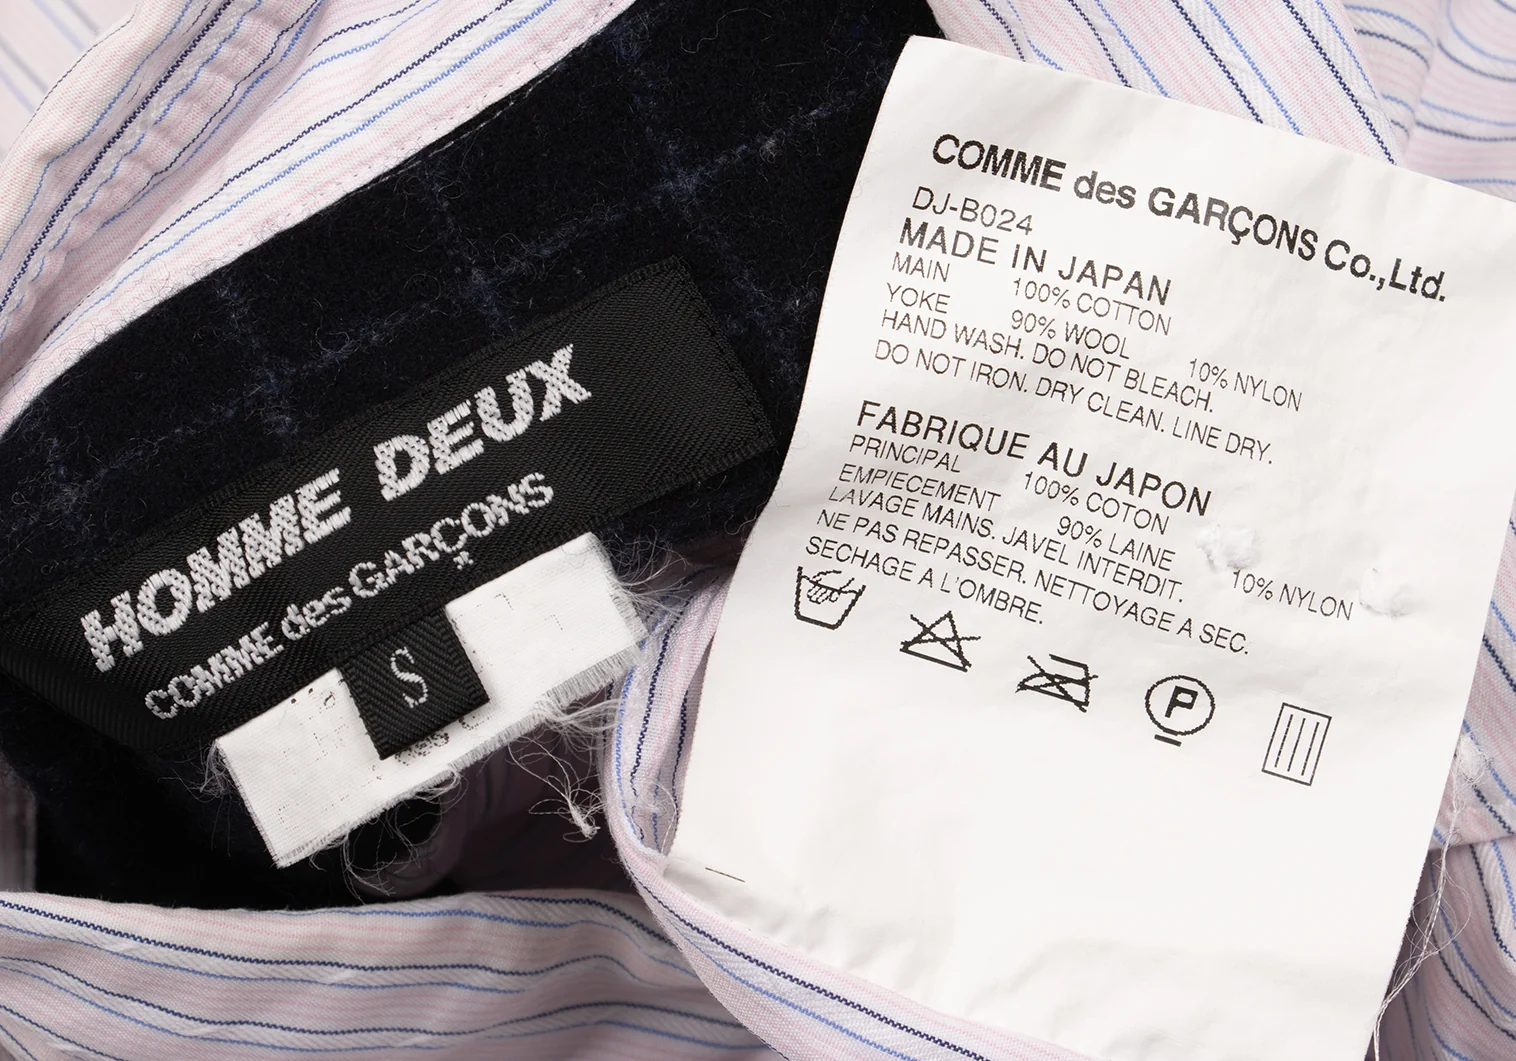 HOMME DEUX
COMME des GARÇONS
S
COMME des GARÇONS Co.,Ltd.
DJ-B024
MADE IN JAPAN
MAIN 100% COTTON
YOKE 90% WOOL 10% NYLON
HAND WASH. DO NOT BLEACH.
DO NOT IRON. DRY CLEAN. LINE DRY.
FABRIQUE AU JAPON
PRINCIPAL 100% COTON
EMPIECEMENT 90% LAINE 10% NYLON
LAVAGE MAINS. JAVEL INTERDIT.
NE PAS REPASSER. NETTOYAGE A SEC.
SECHAGE A L'OMBRE.
P